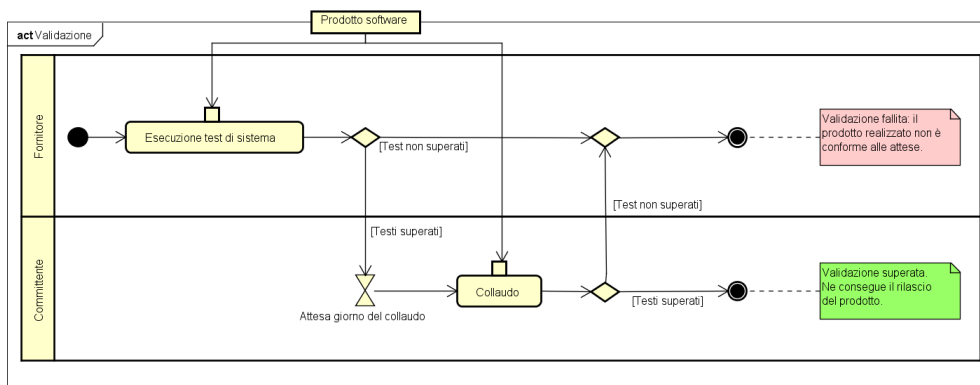 Prodotto software
act Validazione
Fornitore
Esecuzione test di sistema
[Test non superati]
Validazione fallita: il
prodotto realizzato non è
conforme alle attese.
[Testi superati]
[Test non superati]
Committente
Attesa giorno del collaudo
Collaudo
[Testi superati]
Validazione superata.
Ne consegue il rilascio
del prodotto.